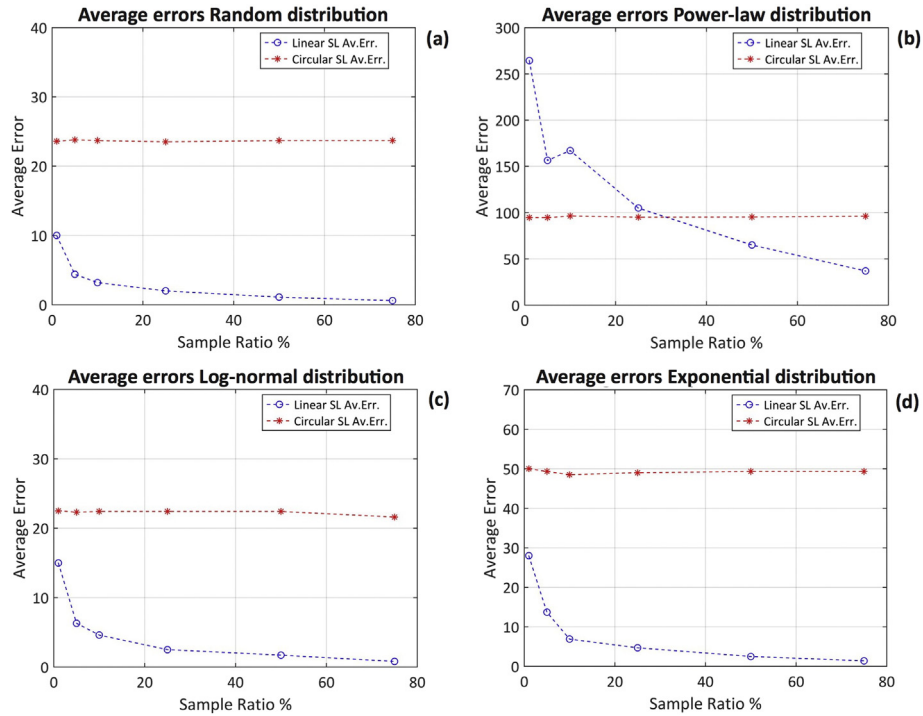 Average errors Random distribution
(a)
Linear SL Av.Err.
Circular SL Av.Err.
40
30
20
10
0
Average Error
0 20 40 60 80
Sample Ratio %
Average errors Power-law distribution
(b)
Linear SL Av.Err.
Circular SL Av.Err.
300
250
200
150
100
50
0
Average Error
0 20 40 60 80
Sample Ratio %
Average errors Log-normal distribution
(c)
Linear SL Av.Err.
Circular SL Av.Err.
40
30
20
10
0
Average Error
0 20 40 60 80
Sample Ratio %
Average errors Exponential distribution
(d)
Linear SL Av.Err.
Circular SL Av.Err.
70
60
50
40
30
20
10
0
Average Error
0 20 40 60 80
Sample Ratio %